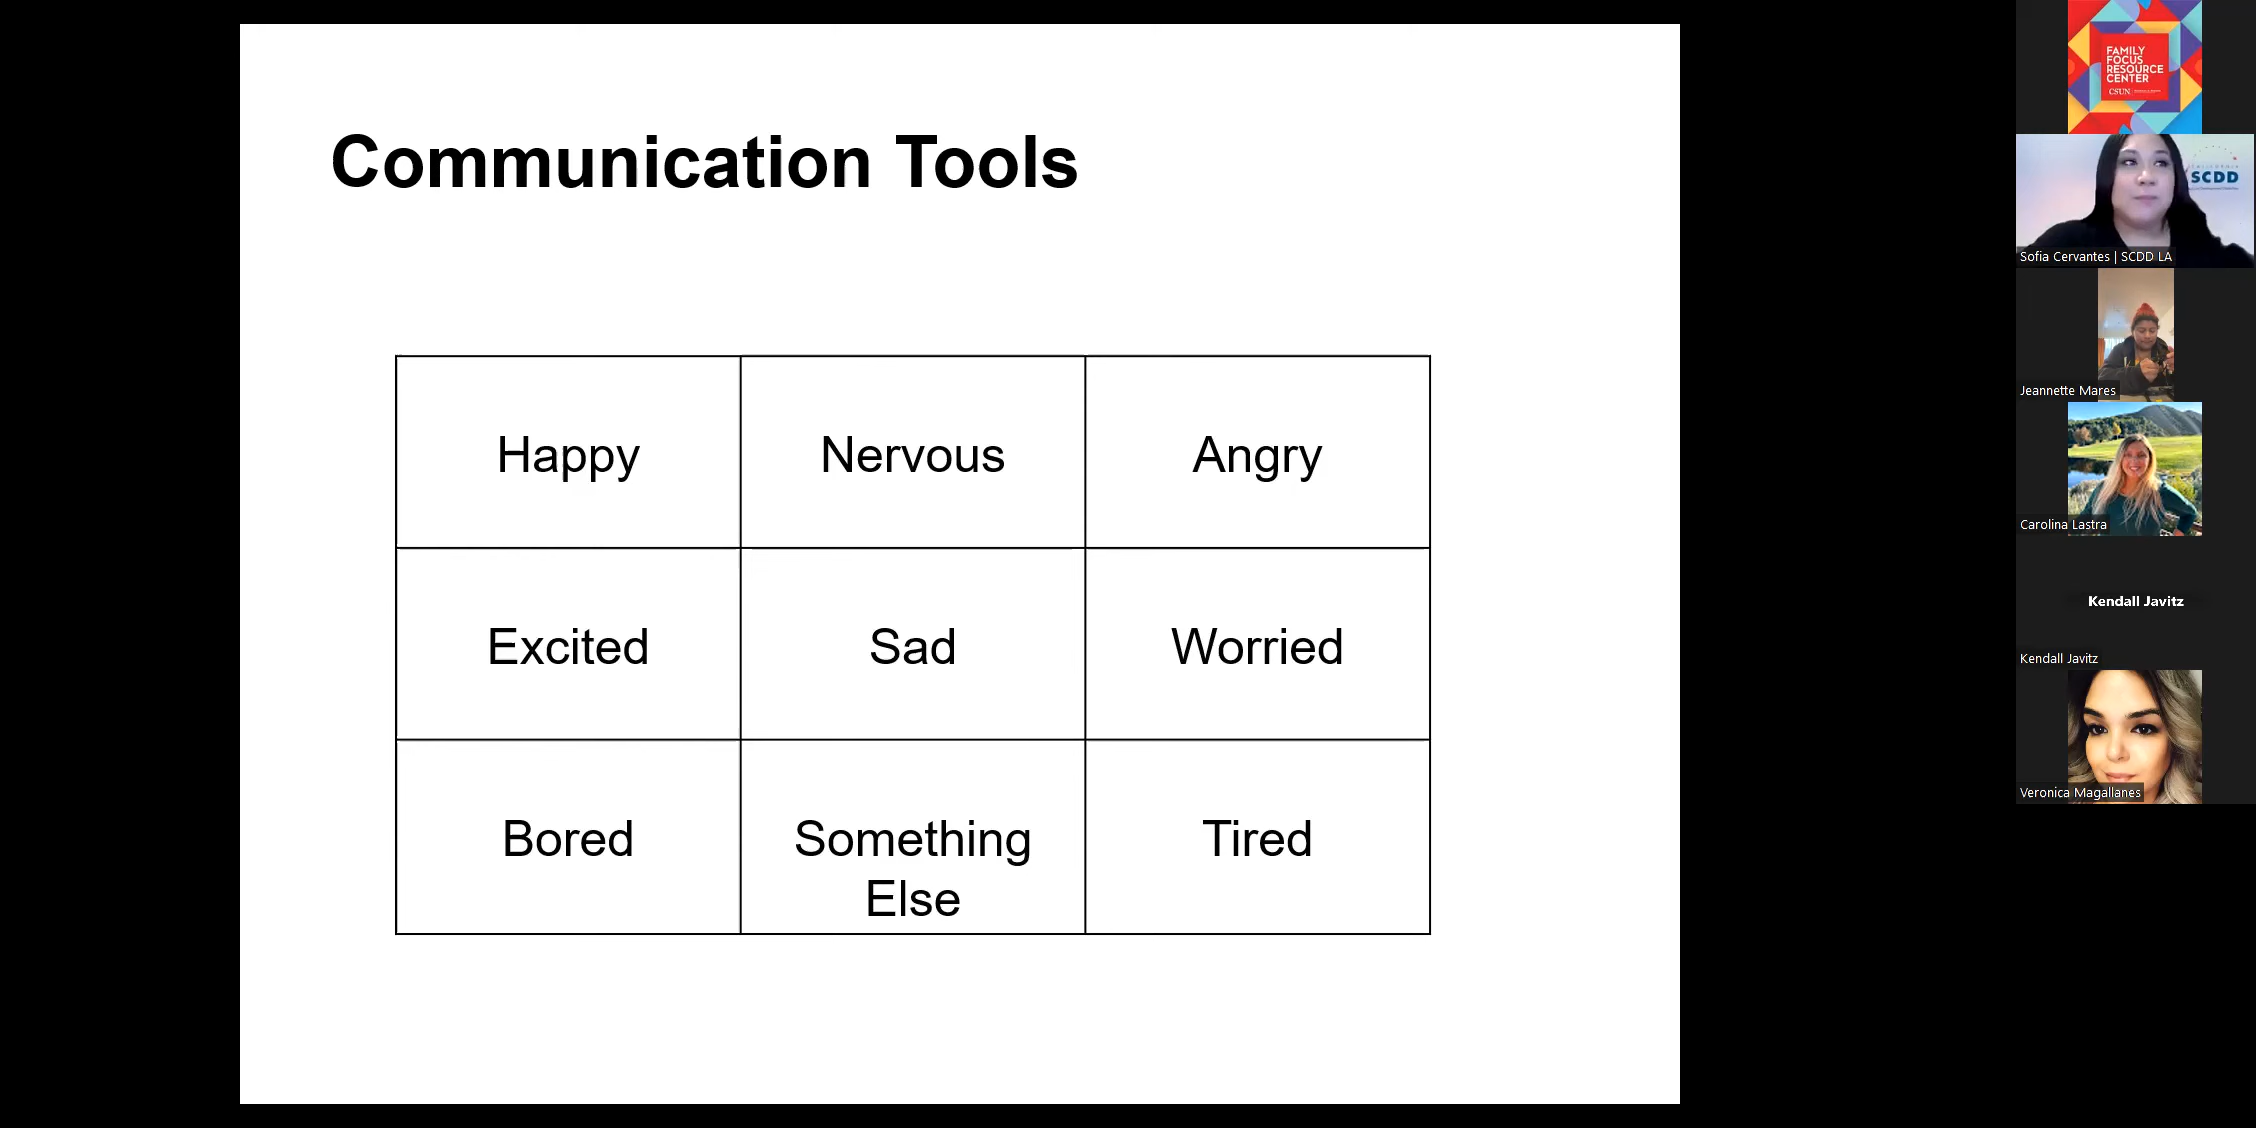 Communication Tools
Happy Nervous Angry
Excited Sad Worried
Bored Something Tired
Else
FAMILY
FOCUS
RESOURCE
CENTER
CSUN
SCDD
Sofia Cervantes | SCDD LA
Jeannette Mares
Carolina Lastra
Kendall Javitz
Kendall Javitz
Veronica Magallanes